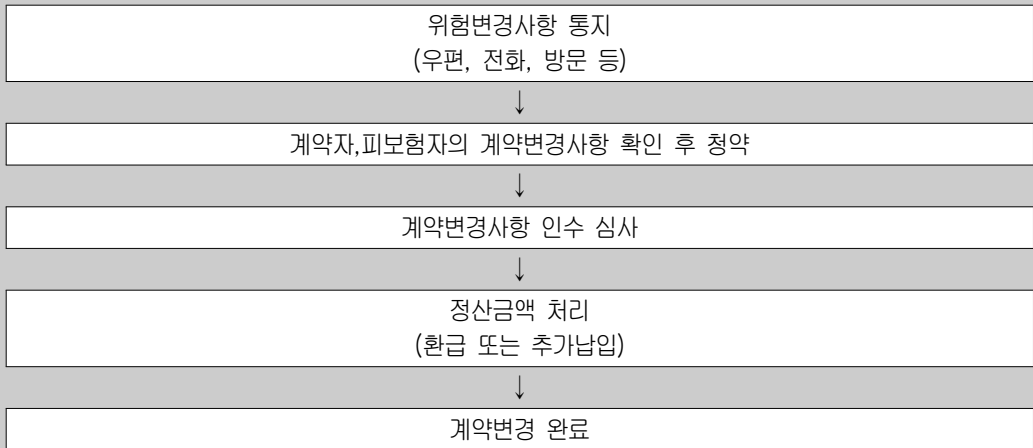 위험변경사항 통지
(우편, 전화, 방문 등)
↓
계약자,피보험자의 계약변경사항 확인 후 청약
↓
계약변경사항 인수 심사
↓
정산금액 처리
(환급 또는 추가납입)
↓
계약변경 완료